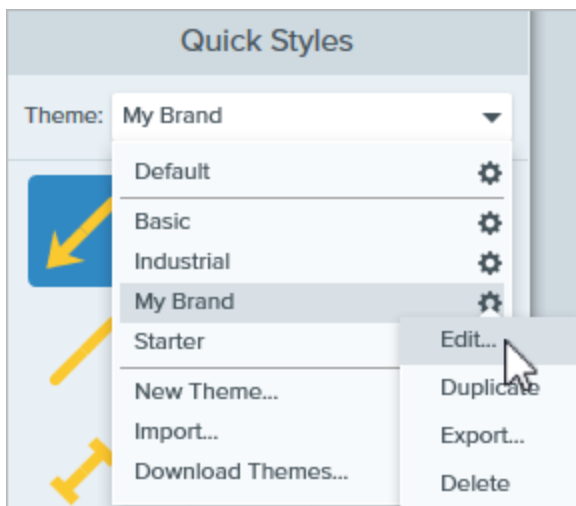 Quick Styles
Theme: My Brand
Default
Basic
Industrial
My Brand
Starter
Edit...
New Theme...
Duplicate
Import...
Export...
Download Themes...
Delete